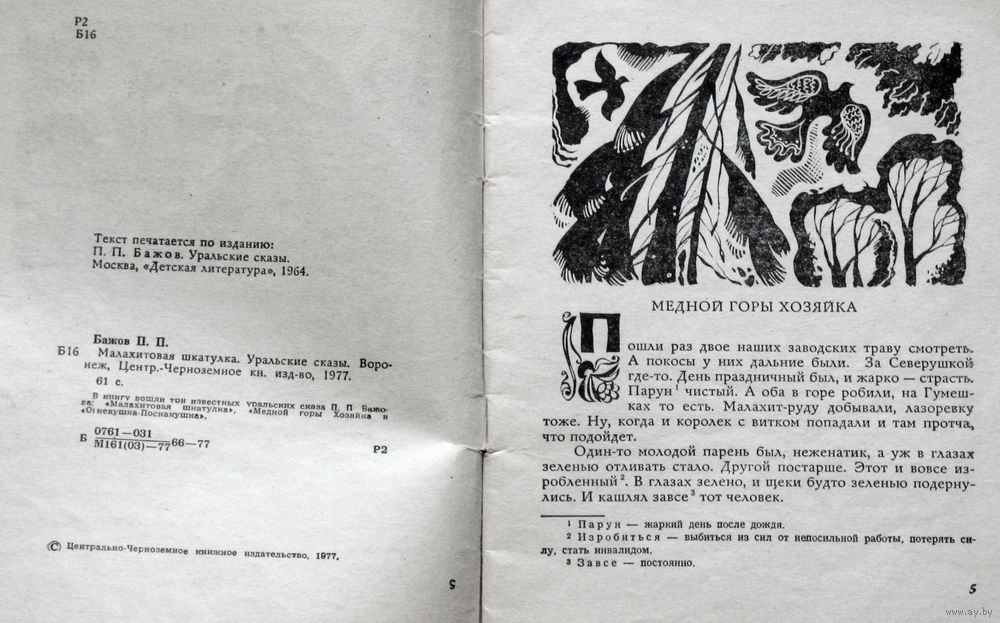 Р2
Б16
Текст печатается по изданию:
П. П. Бажов. Уральские сказы.
Москва, «Детская литература», 1964.
Бажов П. П.
Б16 Малахитовая шкатулка. Уральские сказы. Воро-
неж, Центр.-Черноземное кн. изд-во, 1977.
61 с.
В книгу вошли три известных уральских сказа П. П. Бажо-
ва: «Малахитовая шкатулка», «Медной горы Хозяйка» и
«Огневушка-Поскакушка».
Б 0761—031
М161(03)—77 66—77
Р2
© Центрально-Черноземное книжное издательство, 1977.
5
МЕДНОЙ ГОРЫ ХОЗЯЙКА
Пошли раз двое наших заводских траву смотреть.
А покосы у них дальние были. За Северушкой
где-то. День праздничный был, и жарко — страсть.
Парун1 чистый. А оба в горе робили, на Гумеш-
ках то есть. Малахит-руду добывали, лазоревку
тоже. Ну, когда и королек с витком попадали и там протча,
что подойдет.
Один-то молодой парень был, неженатик, а уж в глазах
зеленью отливать стало. Другой постарше. Этот и вовсе из-
робленный2. В глазах зелено, и щеки будто зеленью подерну-
лись. И кашлял завсе3 тот человек.
1 Парун — жаркий день после дождя.
2 Изробиться — выбиться из сил от непосильной работы, потерять си-
лу, стать инвалидом.
3 Завсе — постоянно.
5
www.ay.by